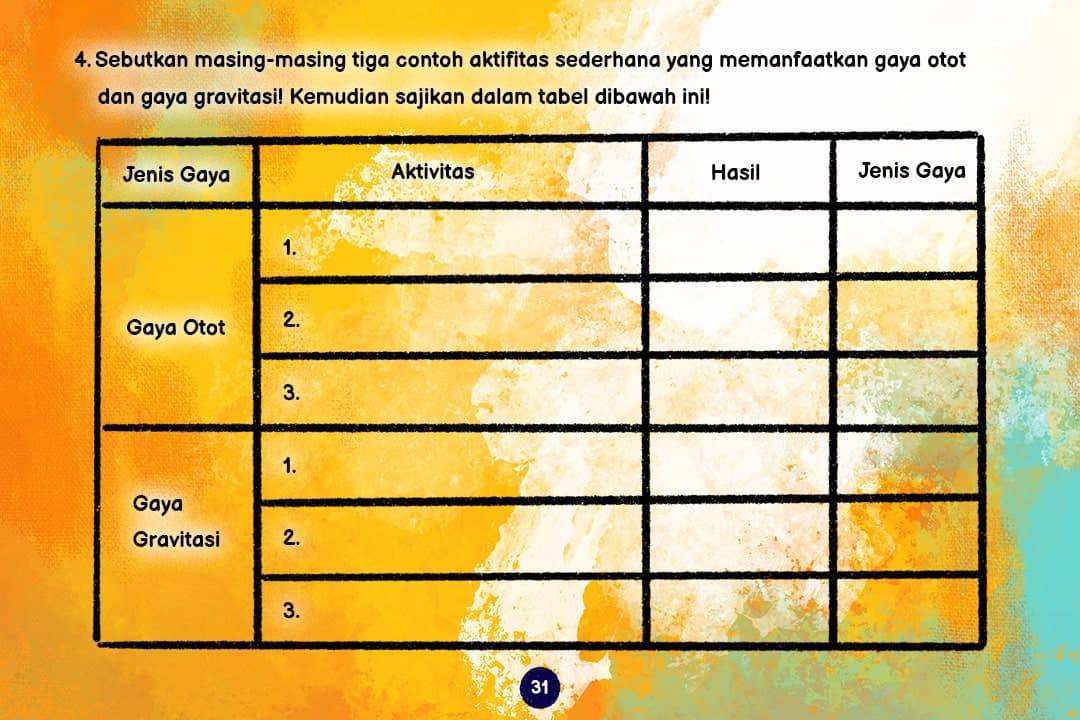 4. Sebutkan masing-masing tiga contoh aktifitas sederhana yang memanfaatkan gaya otot
dan gaya gravitasi! Kemudian sajikan dalam tabel dibawah ini!
Jenis Gaya
Aktivitas
Hasil
Jenis Gaya
Gaya Otot
1.
2.
3.
Gaya
Gravitasi
1.
2.
3.
31